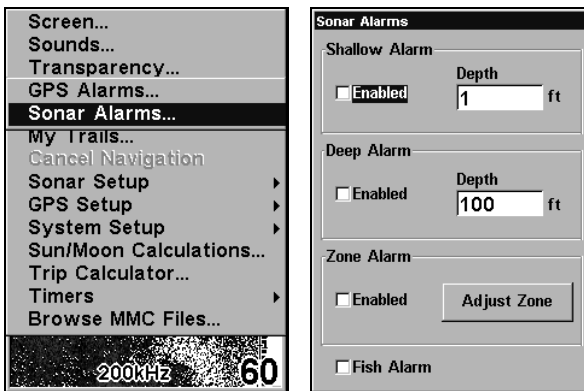 Screen...
Sounds...
Transparency...
GPS Alarms...
Sonar Alarms...
My Trails...
Cancel Navigation
Sonar Setup
GPS Setup
System Setup
Sun/Moon Calculations...
Trip Calculator...
Timers
Browse MMC Files...
200kHz 60
Sonar Alarms
Shallow Alarm
Depth
Enabled 1 ft
Deep Alarm
Depth
Enabled 100 ft
Zone Alarm
Enabled Adjust Zone
Fish Alarm